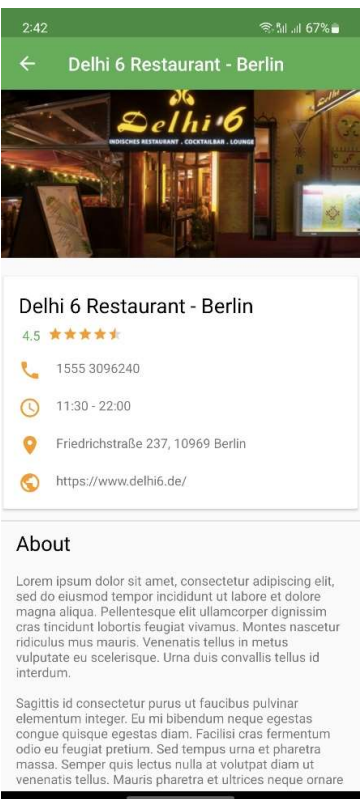 2:42
67%
Delhi 6 Restaurant - Berlin
Delhi 6
INDISCHES RESTAURANT . COCKTAILBAR . LOUNGE
Delhi 6 Restaurant - Berlin
4.5
1555 3096240
11:30 - 22:00
Friedrichstraße 237, 10969 Berlin
https://www.delhi6.de/
About
Lorem ipsum dolor sit amet, consectetur adipiscing elit,
sed do eiusmod tempor incididunt ut labore et dolore
magna aliqua. Pellentesque elit ullamcorper dignissim
cras tincidunt lobortis feugiat vivamus. Montes nascetur
ridiculus mus mauris. Venenatis tellus in metus
vulputate eu scelerisque. Urna duis convallis tellus id
interdum.
Sagittis id consectetur purus ut faucibus pulvinar
elementum integer. Eu mi bibendum neque egestas
congue quisque egestas diam. Facilisi cras fermentum
odio eu feugiat pretium. Sed tempus urna et pharetra
massa. Semper quis lectus nulla at volutpat diam ut
venenatis tellus. Mauris pharetra et ultrices neque ornare